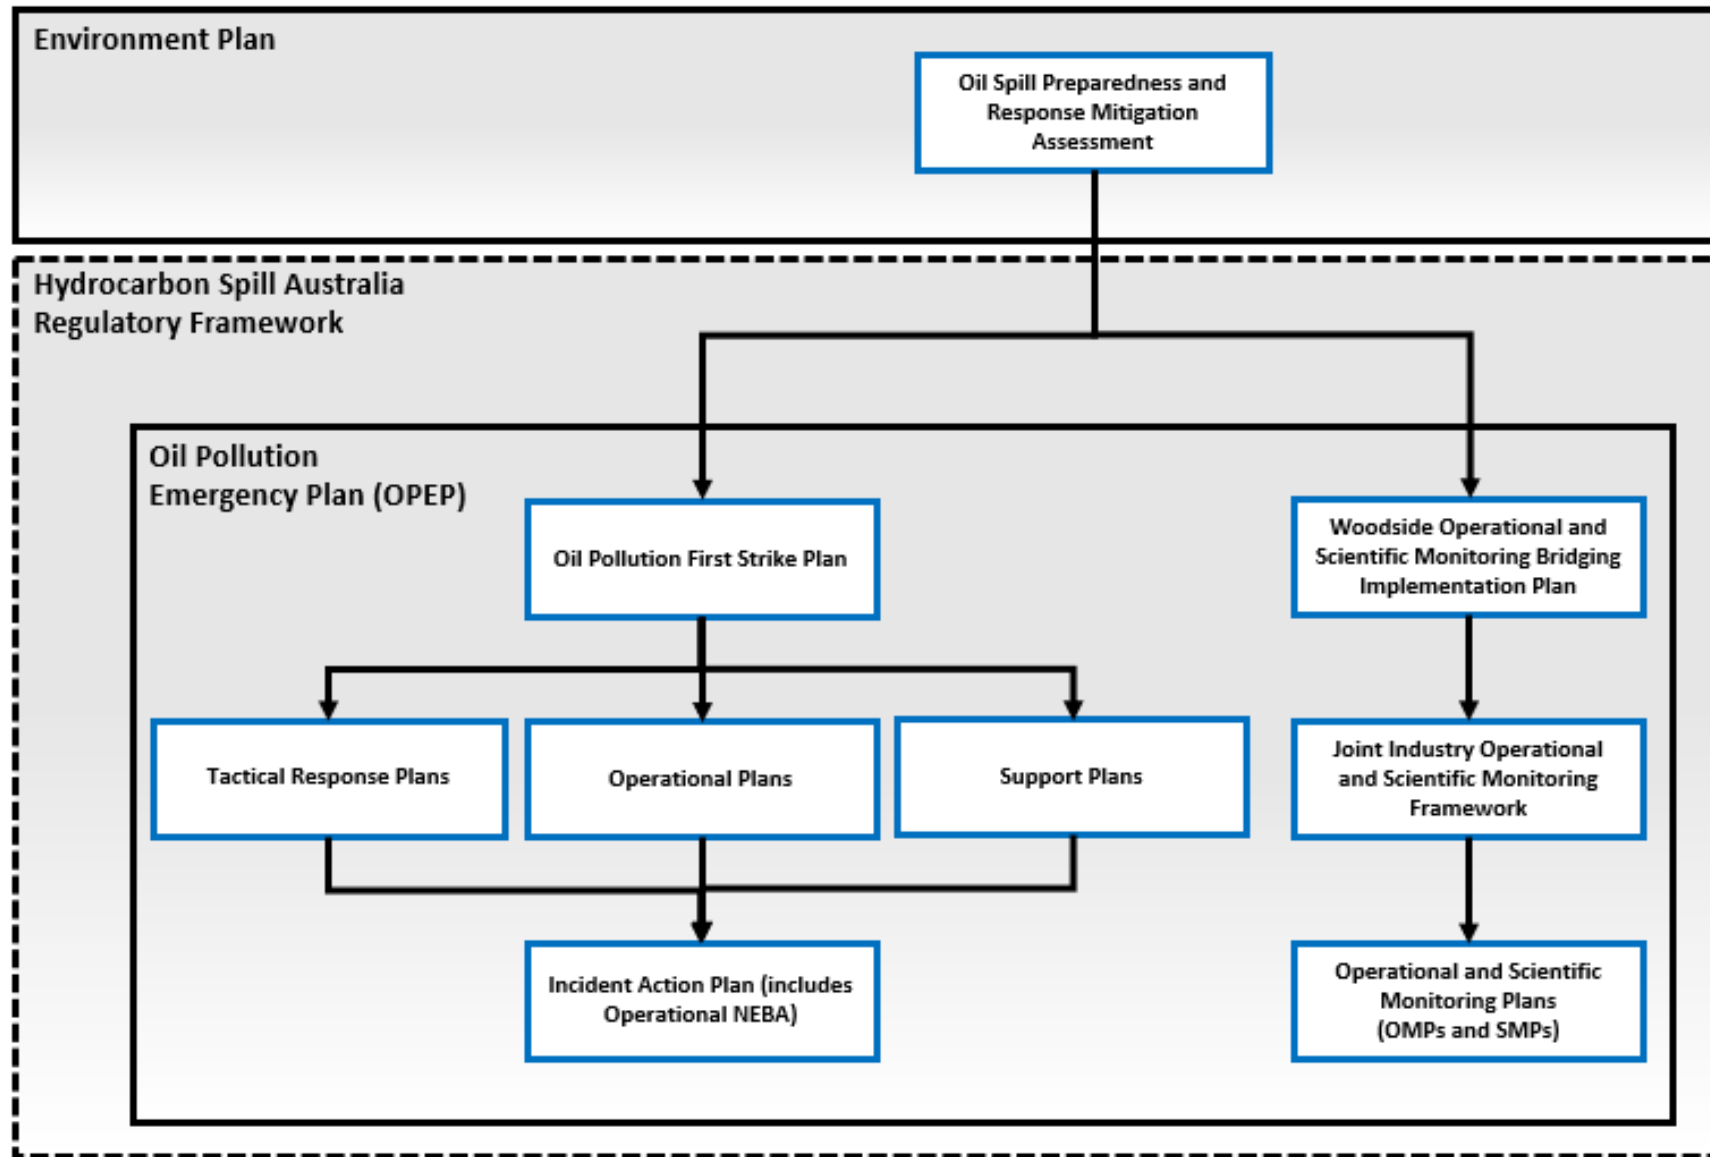 Environment Plan
Oil Spill Preparedness and
Response Mitigation
Assessment
Hydrocarbon Spill Australia
Regulatory Framework
Oil Pollution
Emergency Plan (OPEP)
Oil Pollution First Strike Plan
Woodside Operational and
Scientific Monitoring Bridging
Implementation Plan
Tactical Response Plans
Operational Plans
Support Plans
Joint Industry Operational
and Scientific Monitoring
Framework
Incident Action Plan (includes
Operational NEBA)
Operational and Scientific
Monitoring Plans
(OMPs and SMPs)